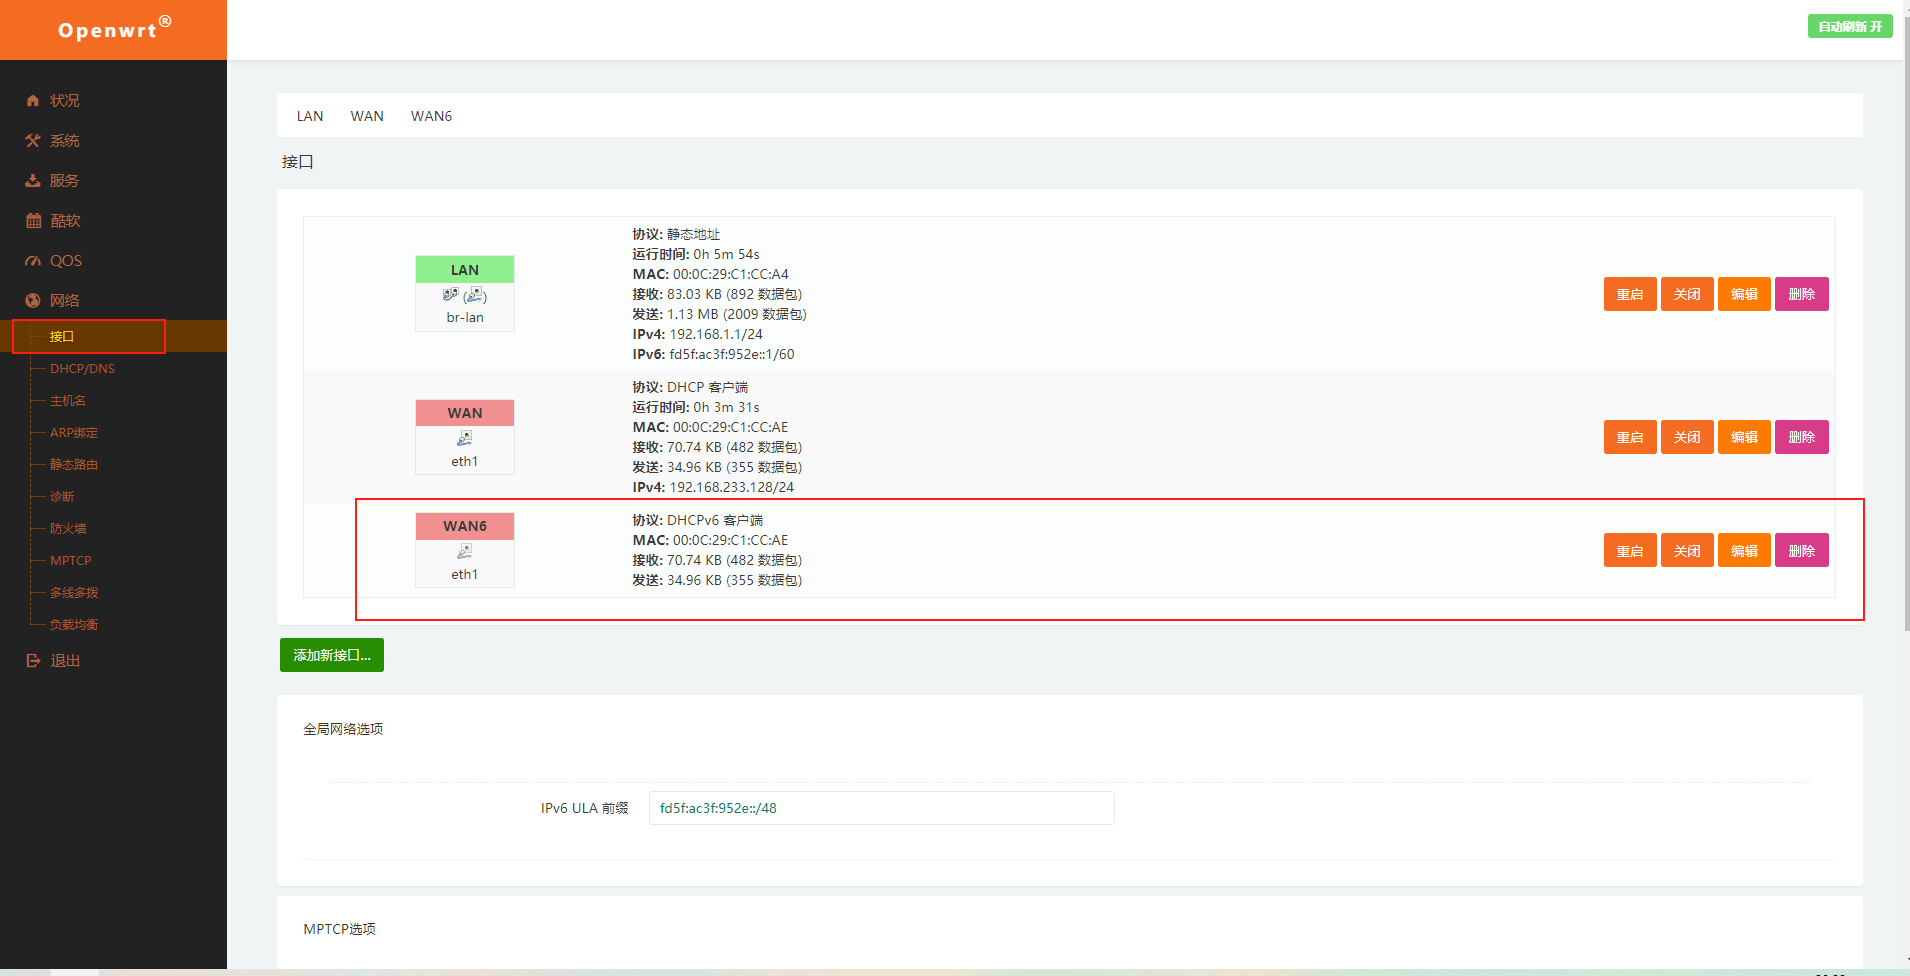 Openwrt®
自动刷新 开
状况
系统
服务
酷软
QOS
网络
接口
DHCP/DNS
主机名
ARP绑定
静态路由
诊断
防火墙
MPTCP
多线多拨
负载均衡
退出
LAN WAN WAN6
接口
LAN
br-lan
协议: 静态地址
运行时间: 0h 5m 54s
MAC: 00:0C:29:C1:CC:A4
接收: 83.03 KB (892 数据包)
发送: 1.13 MB (2009 数据包)
IPv4: 192.168.1.1/24
IPv6: fd5f:ac3f:952e::1/60
重启 关闭 编辑 删除
WAN
eth1
协议: DHCP 客户端
运行时间: 0h 3m 31s
MAC: 00:0C:29:C1:CC:AE
接收: 70.74 KB (482 数据包)
发送: 34.96 KB (355 数据包)
IPv4: 192.168.233.128/24
重启 关闭 编辑 删除
WAN6
eth1
协议: DHCPv6 客户端
MAC: 00:0C:29:C1:CC:AE
接收: 70.74 KB (482 数据包)
发送: 34.96 KB (355 数据包)
重启 关闭 编辑 删除
添加新接口...
全局网络选项
IPv6 ULA 前缀 fd5f:ac3f:952e::/48
MPTCP选项